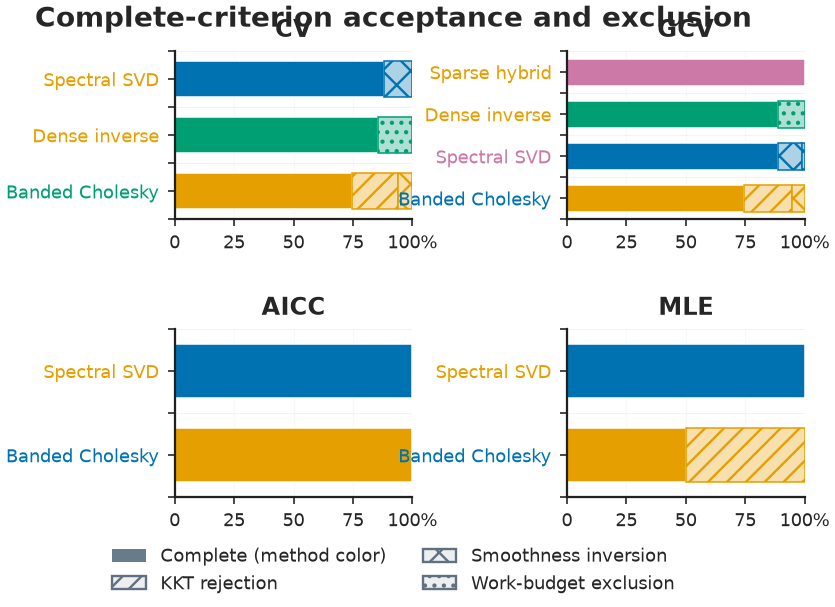 Complete-criterion acceptance and exclusion
CV
Spectral SVD
Dense inverse
Banded Cholesky
0 25 50 75 100%
GCV
Sparse hybrid
Dense inverse
Spectral SVD
Banded Cholesky
0 25 50 75 100%
AICC
Spectral SVD
Banded Cholesky
0 25 50 75 100%
MLE
Spectral SVD
Banded Cholesky
0 25 50 75 100%
Complete (method color)
KKT rejection
Smoothness inversion
Work-budget exclusion